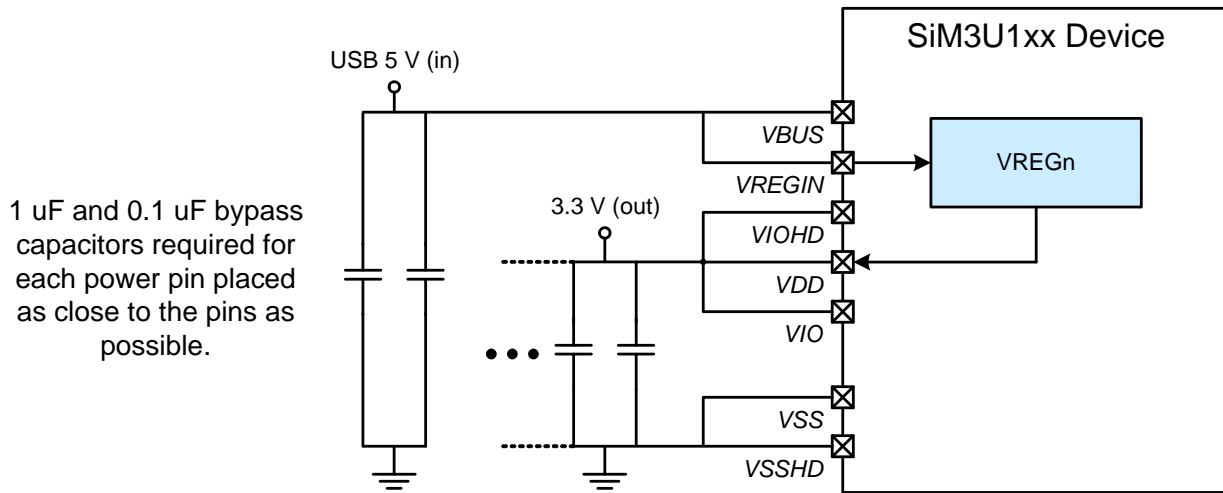 SiM3U1xx Device
USB 5 V (in)
VBUS
VREGn
VREGIN
1 uF and 0.1 uF bypass
capacitors required for
each power pin placed
as close to the pins as
possible.
3.3 V (out)
VIOHD
VDD
VIO
VSS
VSSHD